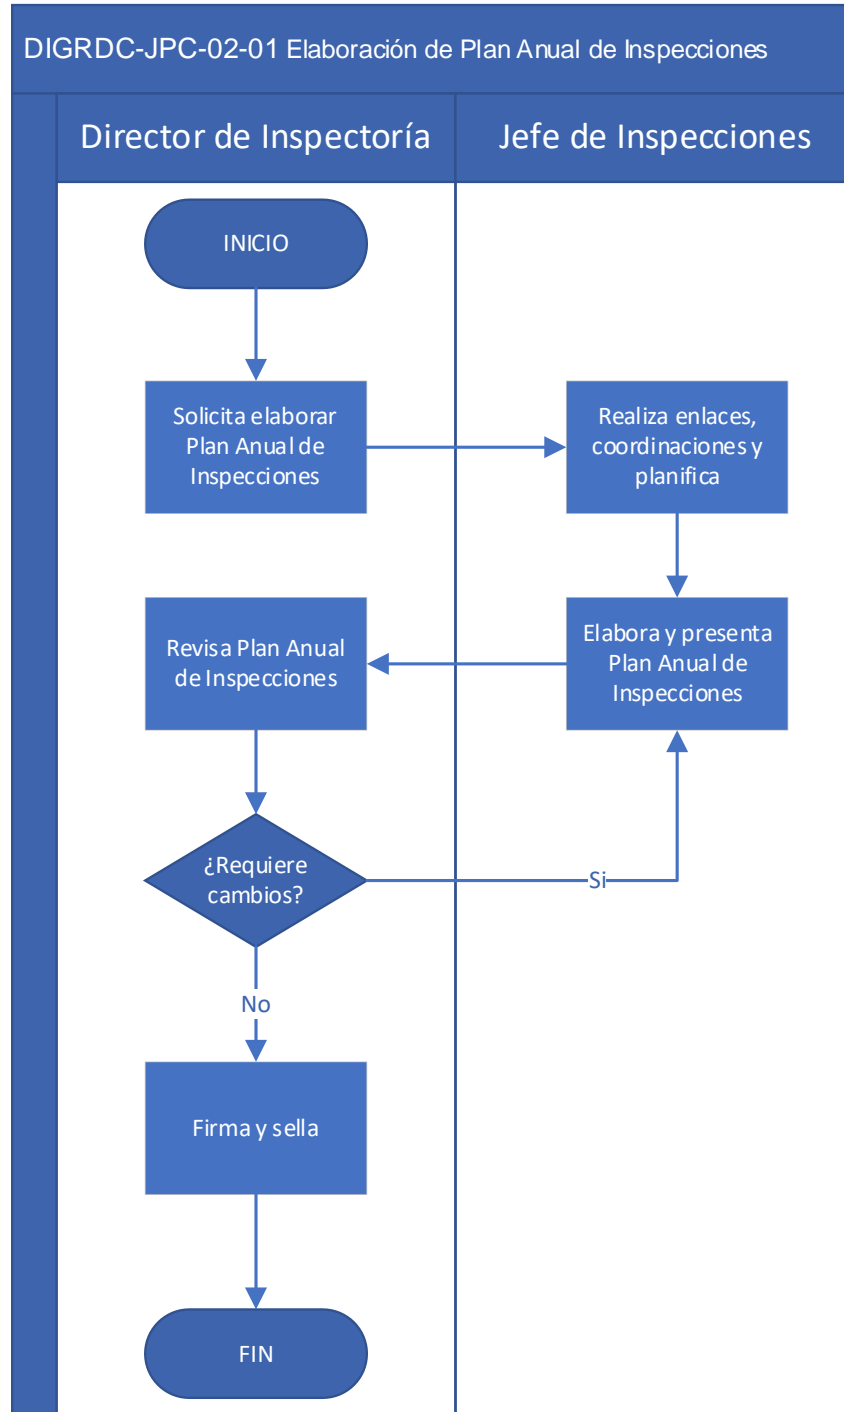 DIGRDC-JPC-02-01 Elaboración de Plan Anual de Inspecciones
Director de Inspectoría
Jefe de Inspecciones
INICIO
Solicita elaborar
Plan Anual de
Inspecciones
Realiza enlaces,
coordinaciones y
planifica
Revisa Plan Anual
de Inspecciones
Elabora y presenta
Plan Anual de
Inspecciones
¿Requiere
cambios?
Si
No
Firma y sella
FIN